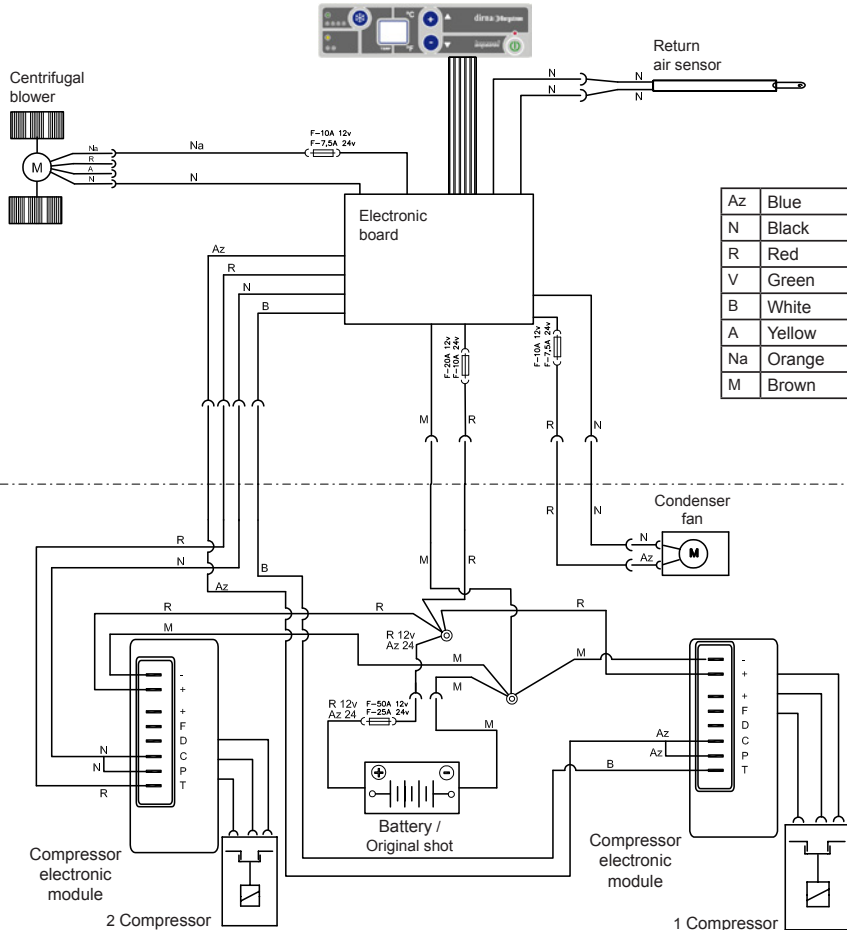 °C
°F
dirna:3Regulım
Return
air sensor
N
N
N
N
Centrifugal
blower
M
Na
R
A
N
Na
N
F-10A 12v
F-7,5A 24v
Electronic
board
Az Blue
N Black
R Red
V Green
B White
A Yellow
Na Orange
M Brown
Az
R
N
B
F-20A 12v
F-10A 24v
F-10A 12v
F-7,5A 24v
M
R
R
N
R
N
Condenser
fan
N
Az
M
R
N
B
Az
M
R
R
R
R
M
R 12v
Az 24
M
M
M
- 
+
+
F
D
C
P
T
N
N
R
R 12v
Az 24
F-50A 12v
F-25A 24v
M
+
-
Battery /
Original shot
Az
Az
B
-
+
+
F
D
C
P
T
Compressor
electronic
module
2 Compressor
Compressor
electronic
module
1 Compressor